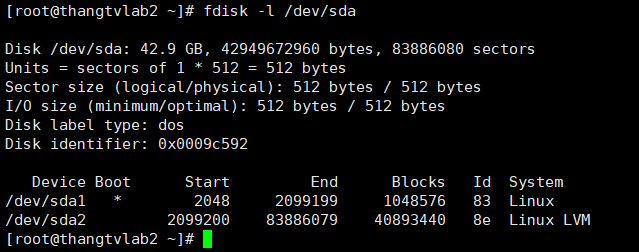 [root@thangtvlab2 ~]# fdisk -l /dev/sda
Disk /dev/sda: 42.9 GB, 42949672960 bytes, 83886080 sectors
Units = sectors of 1 * 512 = 512 bytes
Sector size (logical/physical): 512 bytes / 512 bytes
I/O size (minimum/optimal): 512 bytes / 512 bytes
Disk label type: dos
Disk identifier: 0x0009c592
Device Boot Start End Blocks Id System
/dev/sda1 * 2048 2099199 1048576 83 Linux
/dev/sda2 2099200 83886079 40893440 8e Linux LVM
[root@thangtvlab2 ~]#